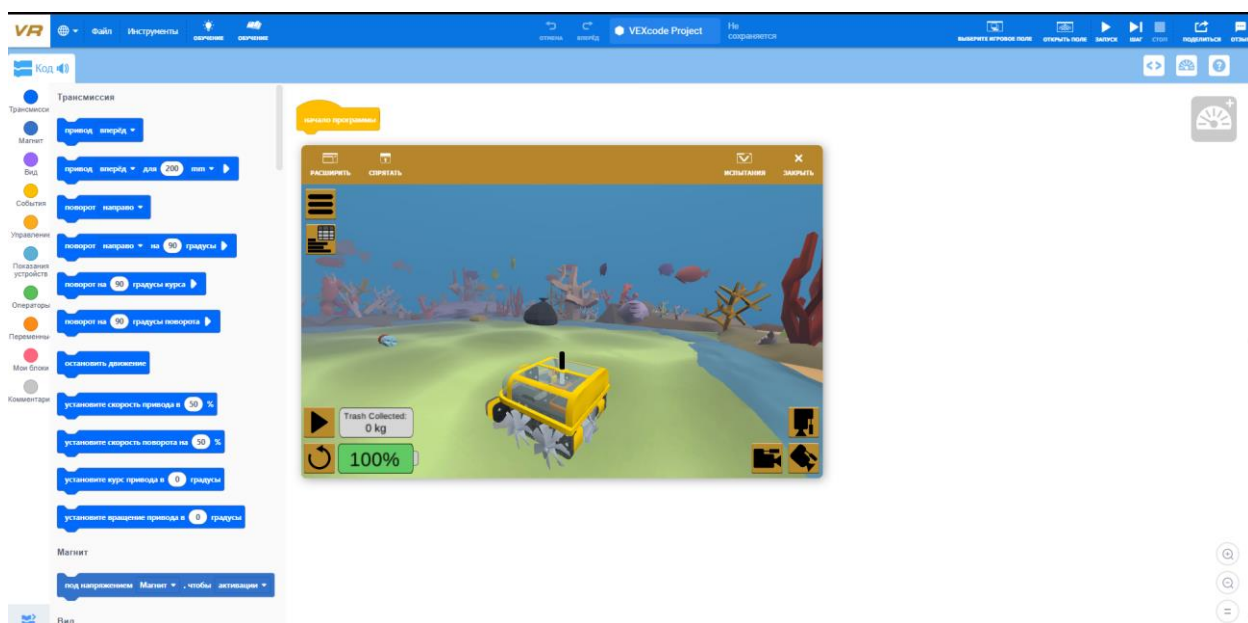 VR
Файл
Инструменты
ОБУЧЕНИЕ
ОБУЧЕНИЕ
ОТМЕНА
ВПЕРЁД
VEXcode Project
Не сохраняется
ВЫБЕРИТЕ ИГРОВОЕ ПОЛЕ
ОТКРЫТЬ ПОЛЕ
ЗАПУСК
ШАГ
СТОП
ПОДЕЛИТЬСЯ
ОТЗЫ
Код
Трансмисси
Магнит
Вид
События
Управление
Показания устройств
Операторы
Переменны
Мои блоки
Комментари
Трансмиссия
привод вперёд
привод вперёд для 200 mm
поворот направо
поворот направо на 90 градусы
поворот на 90 градусы курса
поворот на 90 градусы поворота
остановить движение
установите скорость привода в 50 %
установите скорость поворота на 50 %
установите курс привода в 0 градусы
установите вращение привода в 0 градусы
Магнит
под напряжением Магнит , чтобы активации
Вид
начало программы
РАСШИРИТЬ
СПРЯТАТЬ
ИСПЫТАНИЯ
ЗАКРЫТЬ
Trash Collected:
0 kg
100%